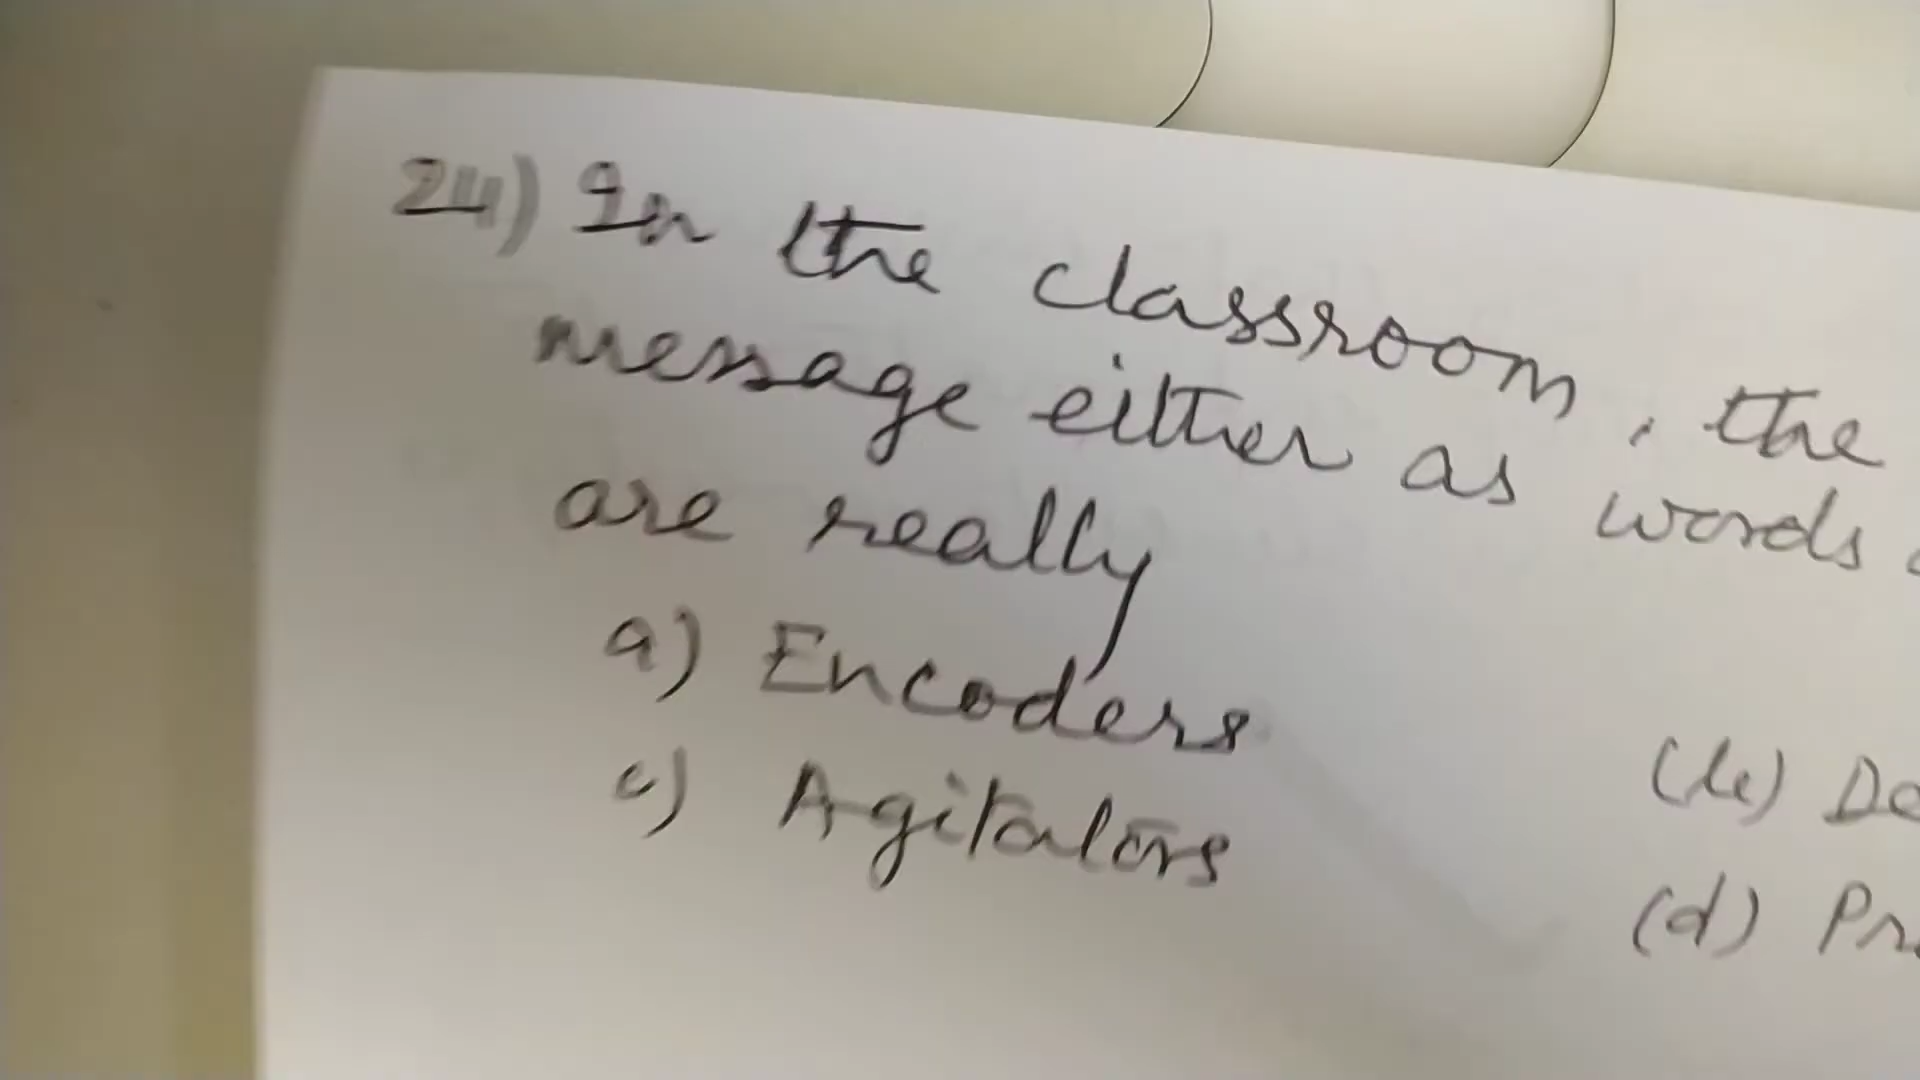 24) In the classroom, the
message either as words
are really
a) Encoders
(b) De
c) Agitators
(d) Pr